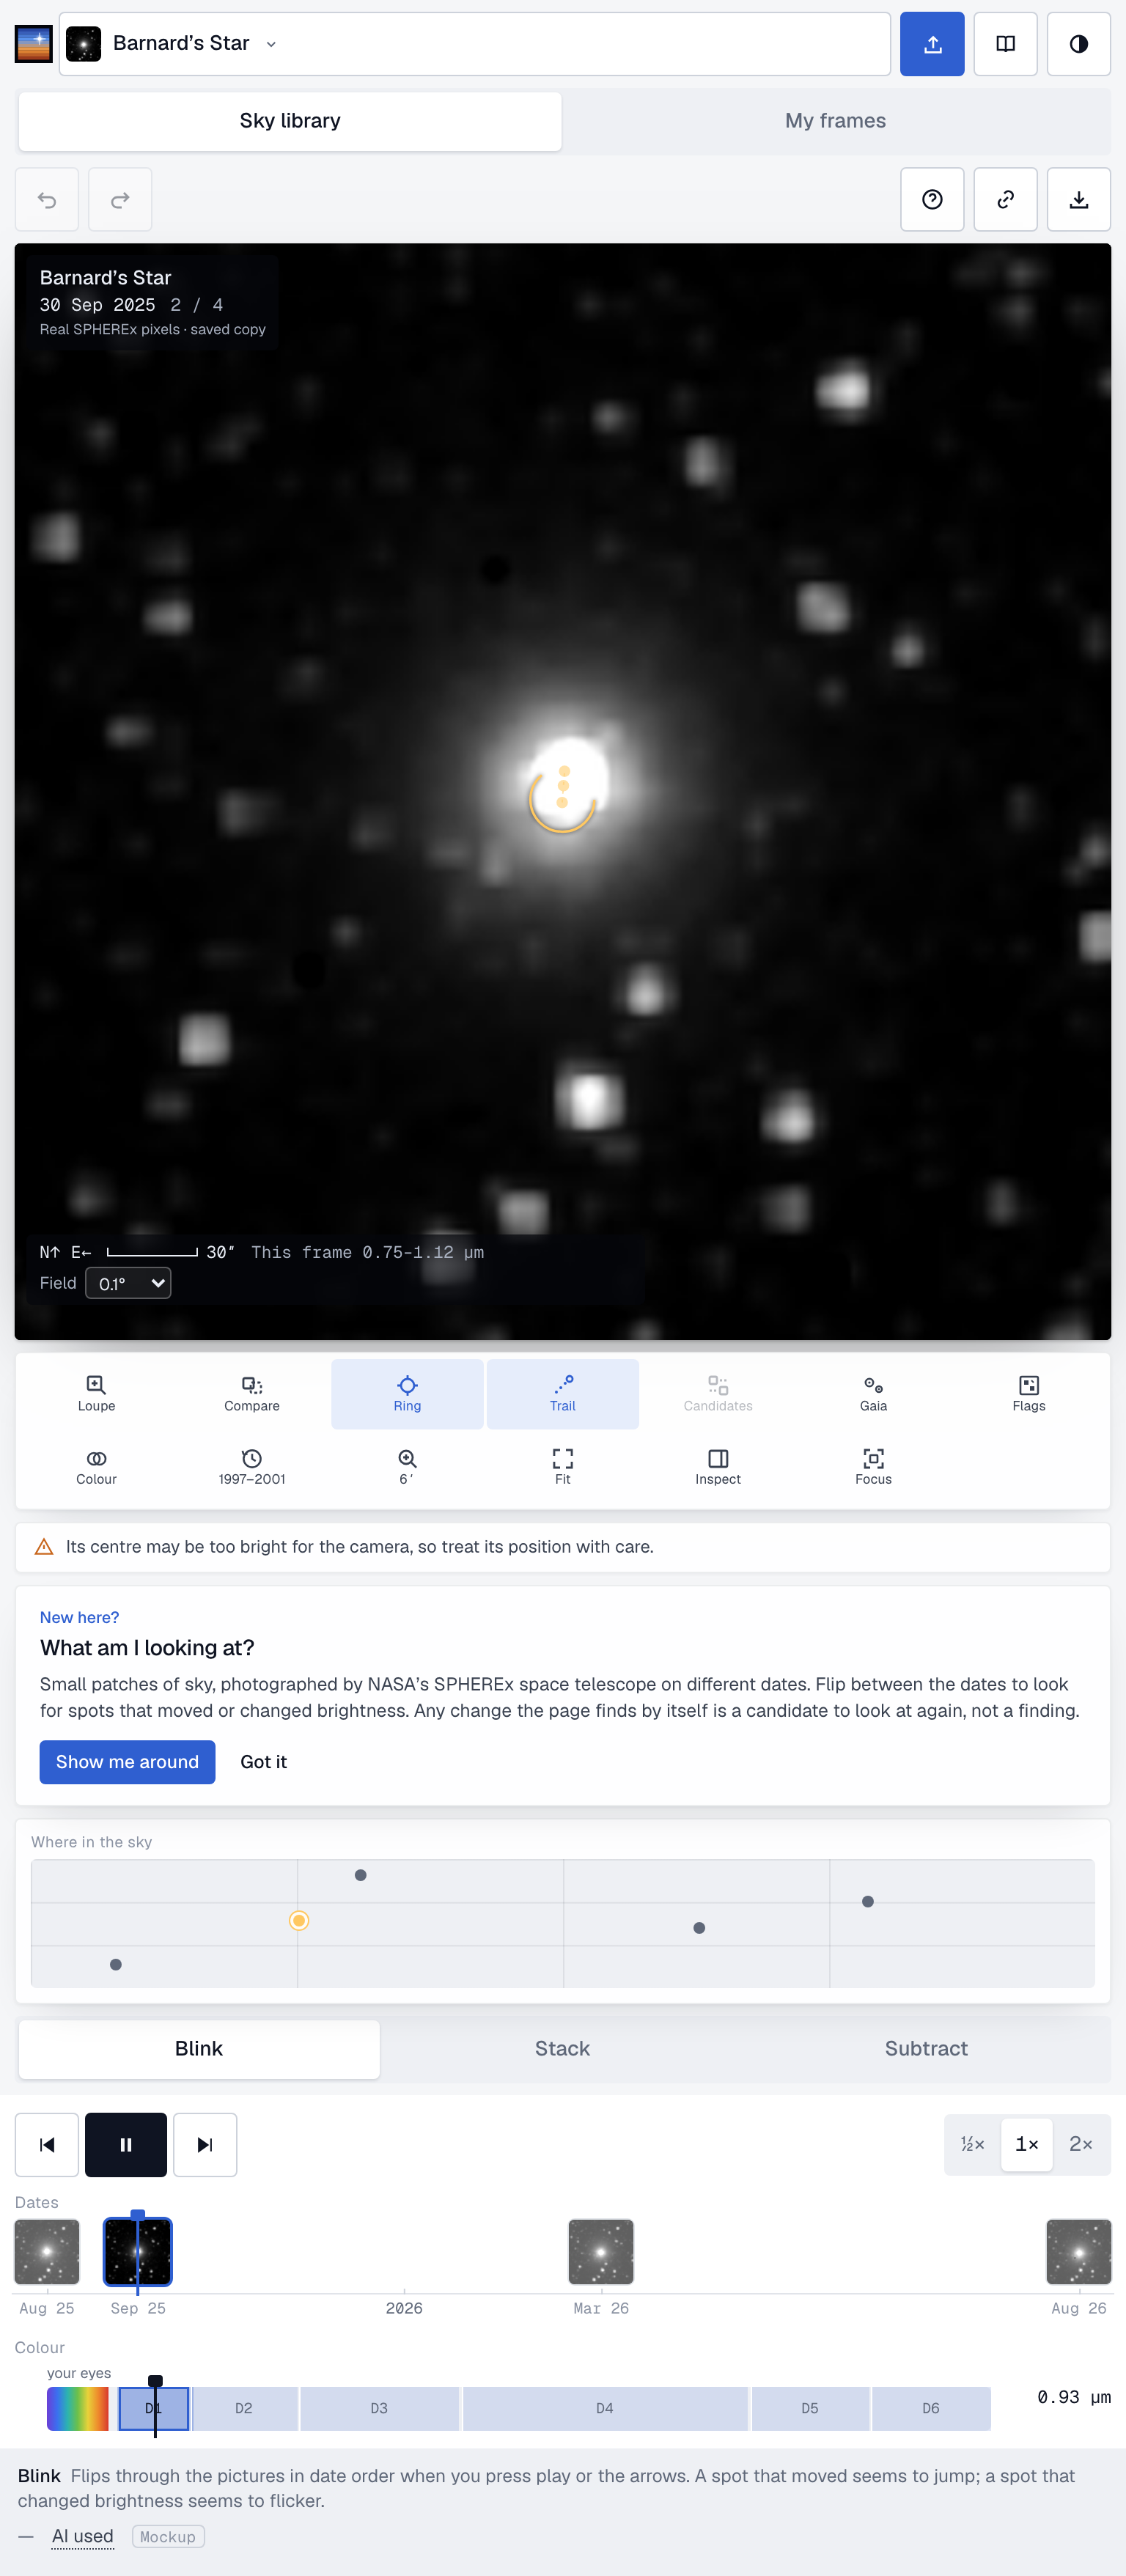 Barnard’s Star
Sky library
My frames
Barnard’s Star
30 Sep 2025 2 / 4
Real SPHEREx pixels · saved copy
N↑ E← 30″ This frame 0.75–1.12 µm
Field 0.1°
Loupe
Compare
Ring
Trail
Candidates
Gaia
Flags
Colour
1997–2001
6′
Fit
Inspect
Focus
Its centre may be too bright for the camera, so treat its position with care.
New here?
What am I looking at?
Small patches of sky, photographed by NASA’s SPHEREx space telescope on different dates. Flip between the dates to look
for spots that moved or changed brightness. Any change the page finds by itself is a candidate to look at again, not a finding.
Show me around
Got it
Where in the sky
Blink
Stack
Subtract
½×
1×
2×
Dates
Aug 25
Sep 25
2026
Mar 26
Aug 26
Colour
your eyes
D1
D2
D3
D4
D5
D6
0.93 µm
Blink Flips through the pictures in date order when you press play or the arrows. A spot that moved seems to jump; a spot that
changed brightness seems to flicker.
— AI used Mockup